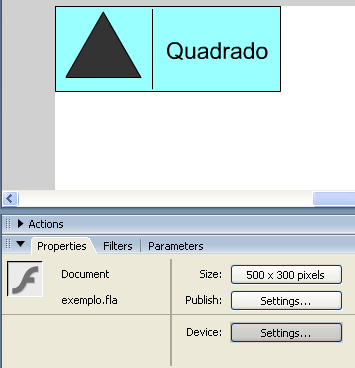 Quadrado
Actions
Properties Filters Parameters
Document Size: 500 x 300 pixels
exemplo.fla Publish: Settings...
Device: Settings...